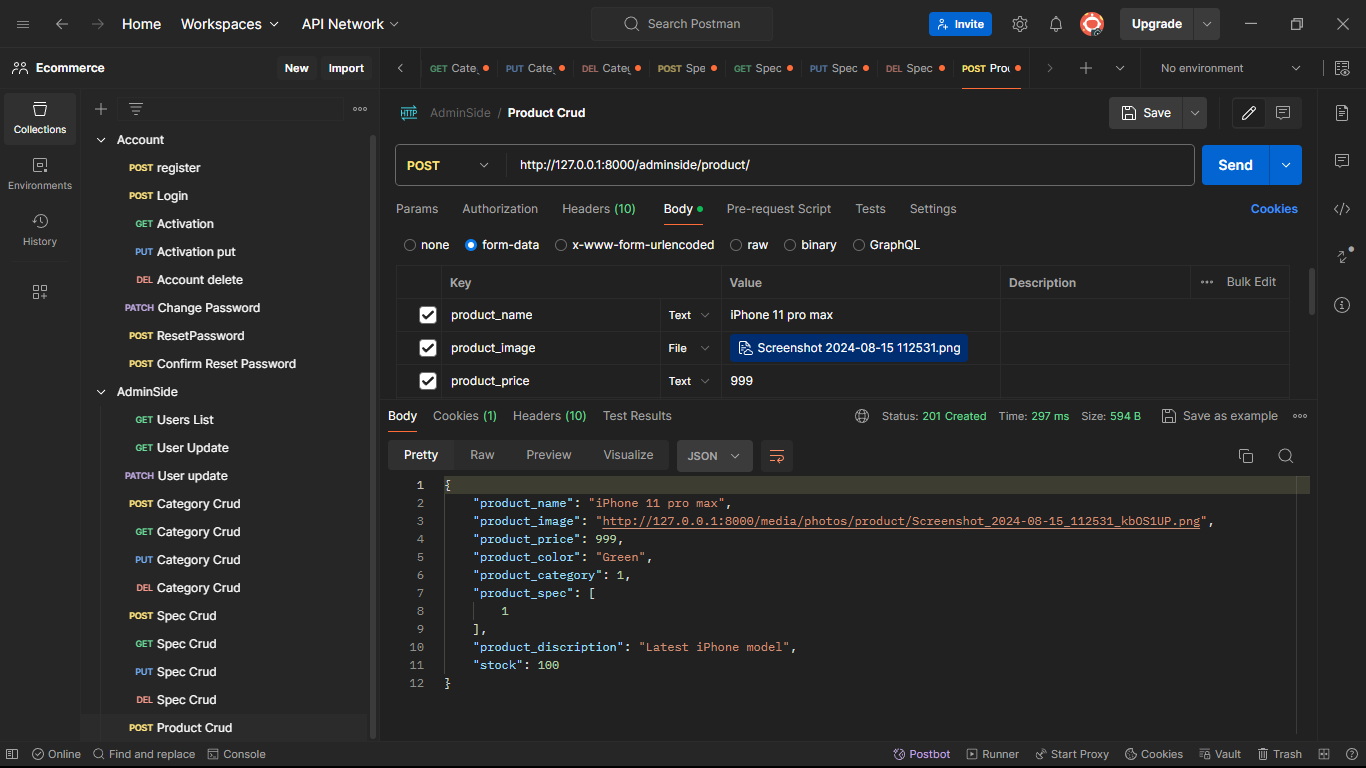 Home Workspaces API Network Search Postman Invite Upgrade
Ecommerce New Import
GET Cate. PUT Cate. DEL Cate POST Spe GET Spec PUT Spec DEL Spec POST Pro No environment
Collections
Environments
History
Account
POST register
POST Login
GET Activation
PUT Activation put
DEL Account delete
PATCH Change Password
POST ResetPassword
POST Confirm Reset Password
AdminSide
GET Users List
GET User Update
PATCH User update
POST Category Crud
GET Category Crud
PUT Category Crud
DEL Category Crud
POST Spec Crud
GET Spec Crud
PUT Spec Crud
DEL Spec Crud
POST Product Crud
HTTP AdminSide / Product Crud Save
POST http://127.0.0.1:8000/adminside/product/ Send
Params Authorization Headers (10) Body Pre-request Script Tests Settings Cookies
none form-data x-www-form-urlencoded raw binary GraphQL
Key Value Description Bulk Edit
product_name Text iPhone 11 pro max
product_image File Screenshot 2024-08-15 112531.png
product_price Text 999
Body Cookies (1) Headers (10) Test Results Status: 201 Created Time: 297 ms Size: 594 B Save as example
Pretty Raw Preview Visualize JSON
1 {
2 "product_name": "iPhone 11 pro max",
3 "product_image": "http://127.0.0.1:8000/media/photos/product/Screenshot_2024-08-15_112531_kbOS1UP.png",
4 "product_price": 999,
5 "product_color": "Green",
6 "product_category": 1,
7 "product_spec": [
8 1
9 ],
10 "product_discription": "Latest iPhone model",
11 "stock": 100
12 }
Online Find and replace Console Postbot Runner Start Proxy Cookies Vault Trash